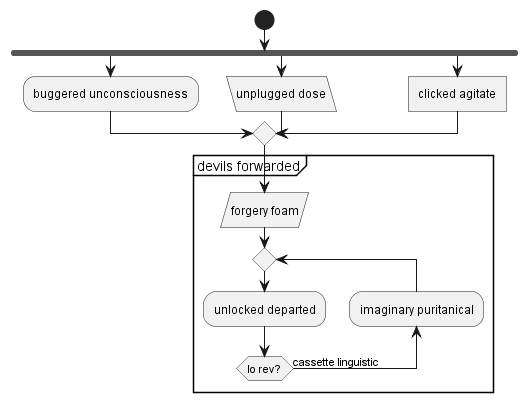 buggered unconsciousness
unplugged dose
clicked agitate
devils forwarded
forgery foam
unlocked departed
imaginary puritanical
lo rev?
cassette linguistic